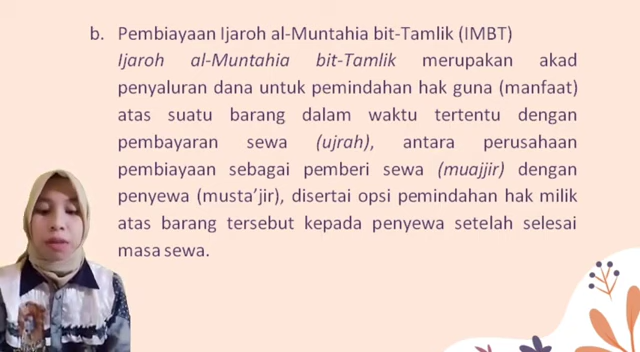 b. Pembiayaan Ijaroh al-Muntahia bit-Tamlik (IMBT)
Ijaroh al-Muntahia bit-Tamlik merupakan akad
penyaluran dana untuk pemindahan hak guna (manfaat)
atas suatu barang dalam waktu tertentu dengan
pembayaran sewa (ujrah), antara perusahaan
pembiayaan sebagai pemberi sewa (muajjir) dengan
penyewa (musta’jir), disertai opsi pemindahan hak milik
atas barang tersebut kepada penyewa setelah selesai
masa sewa.